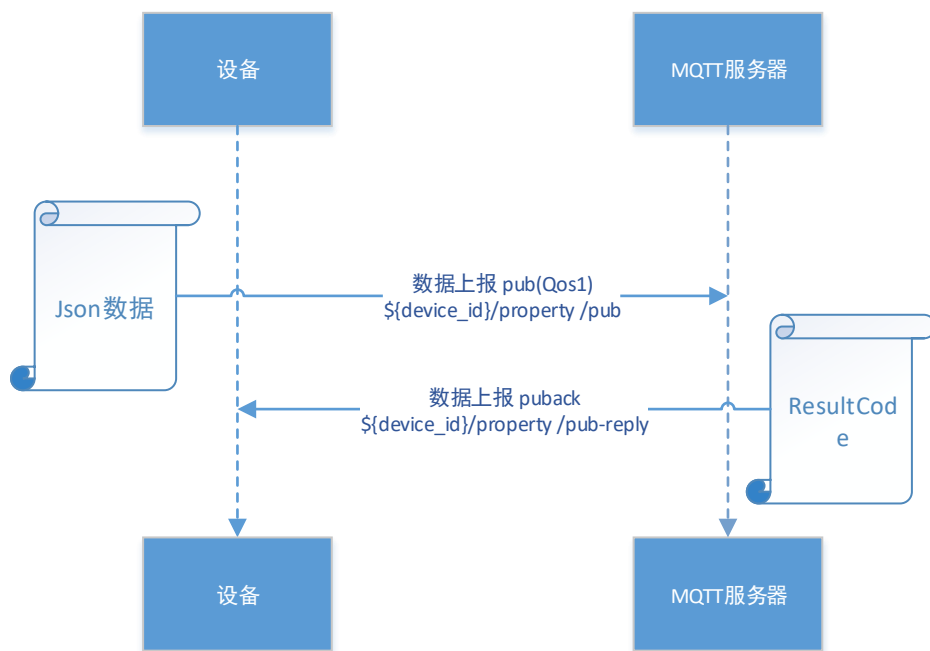 设备
MQTT服务器
数据上报 pub(Qos1)
${device_id}/property /pub
Json数据
数据上报 puback
${device_id}/property /pub-reply
ResultCod
e
设备
MQTT服务器